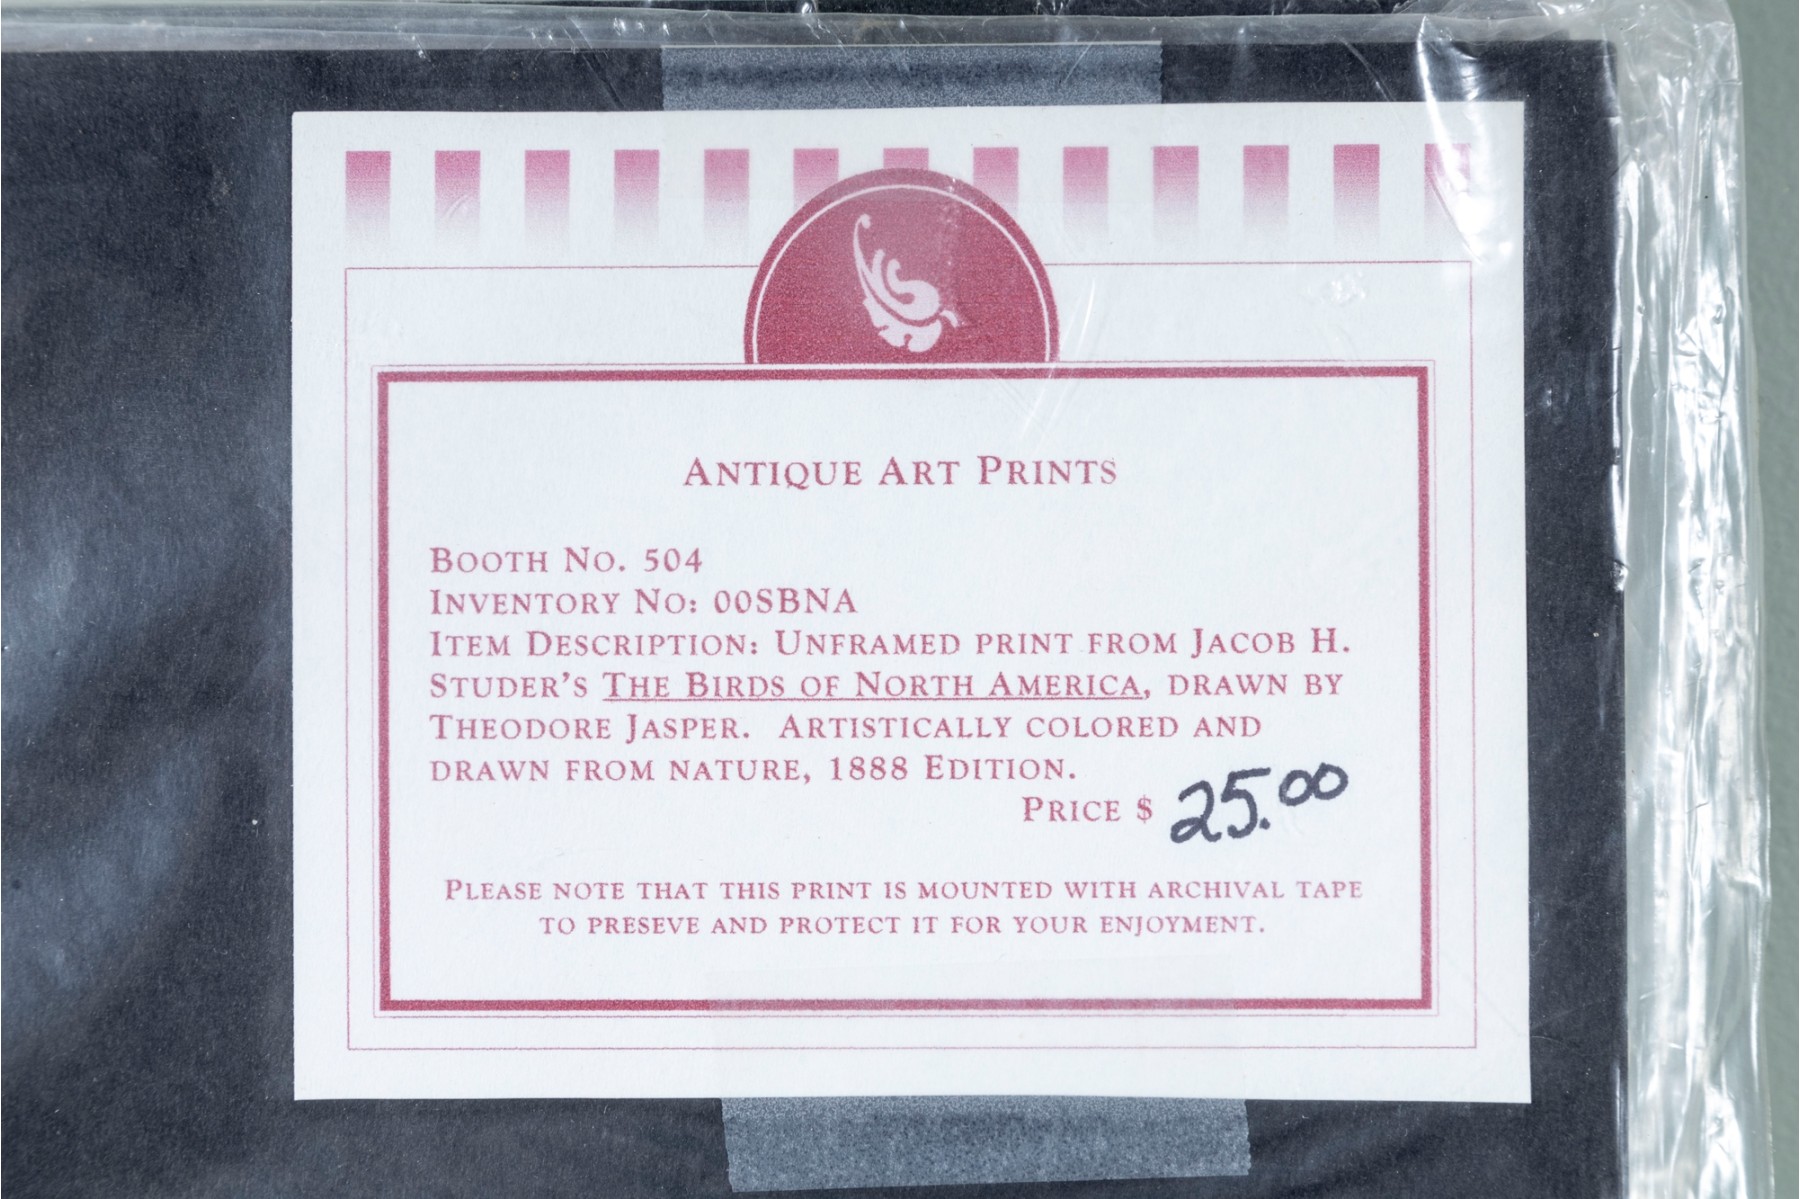 ANTIQUE ART PRINTS
BOOTH NO. 504
INVENTORY NO: 00SBNA
ITEM DESCRIPTION: UNFRAMED PRINT FROM JACOB H.
STUDER'S THE BIRDS OF NORTH AMERICA, DRAWN BY
THEODORE JASPER. ARTISTICALLY COLORED AND
DRAWN FROM NATURE, 1888 EDITION.
PRICE $ 25.00
PLEASE NOTE THAT THIS PRINT IS MOUNTED WITH ARCHIVAL TAPE
TO PRESEVE AND PROTECT IT FOR YOUR ENJOYMENT.